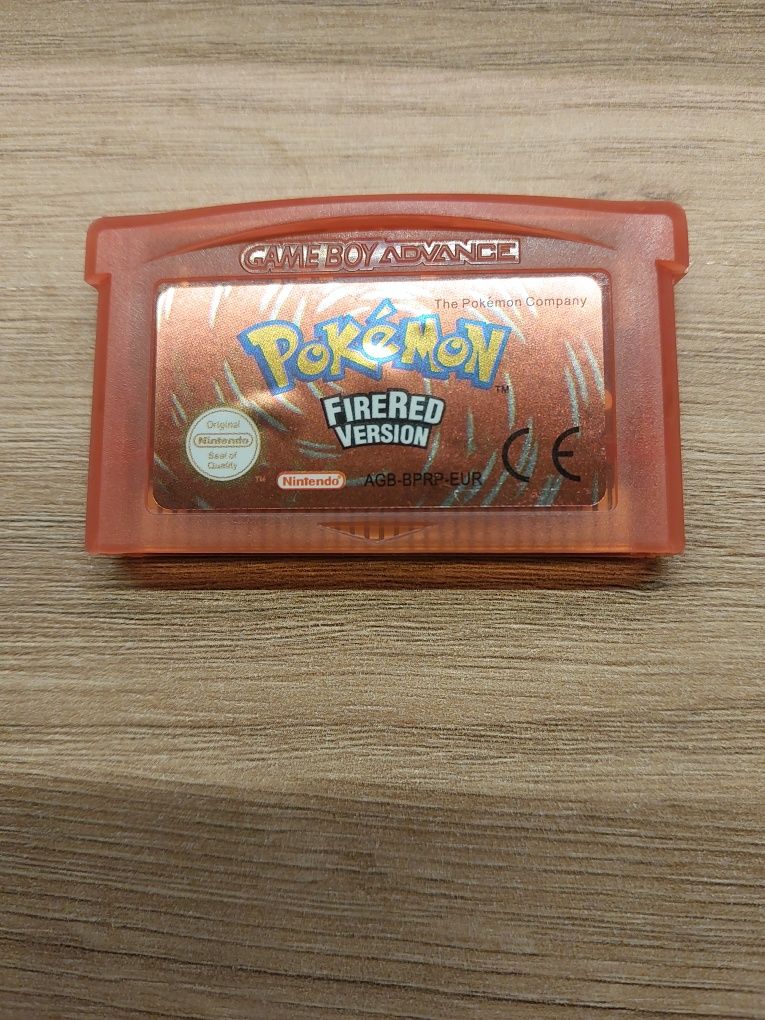 GAME BOY ADVANCE
The Pokémon Company
POKéMON
TM
FIRERED
VERSION
Original
Nintendo
Seal of
Quality
TM
Nintendo
AGB-BPRP-EUR
CE